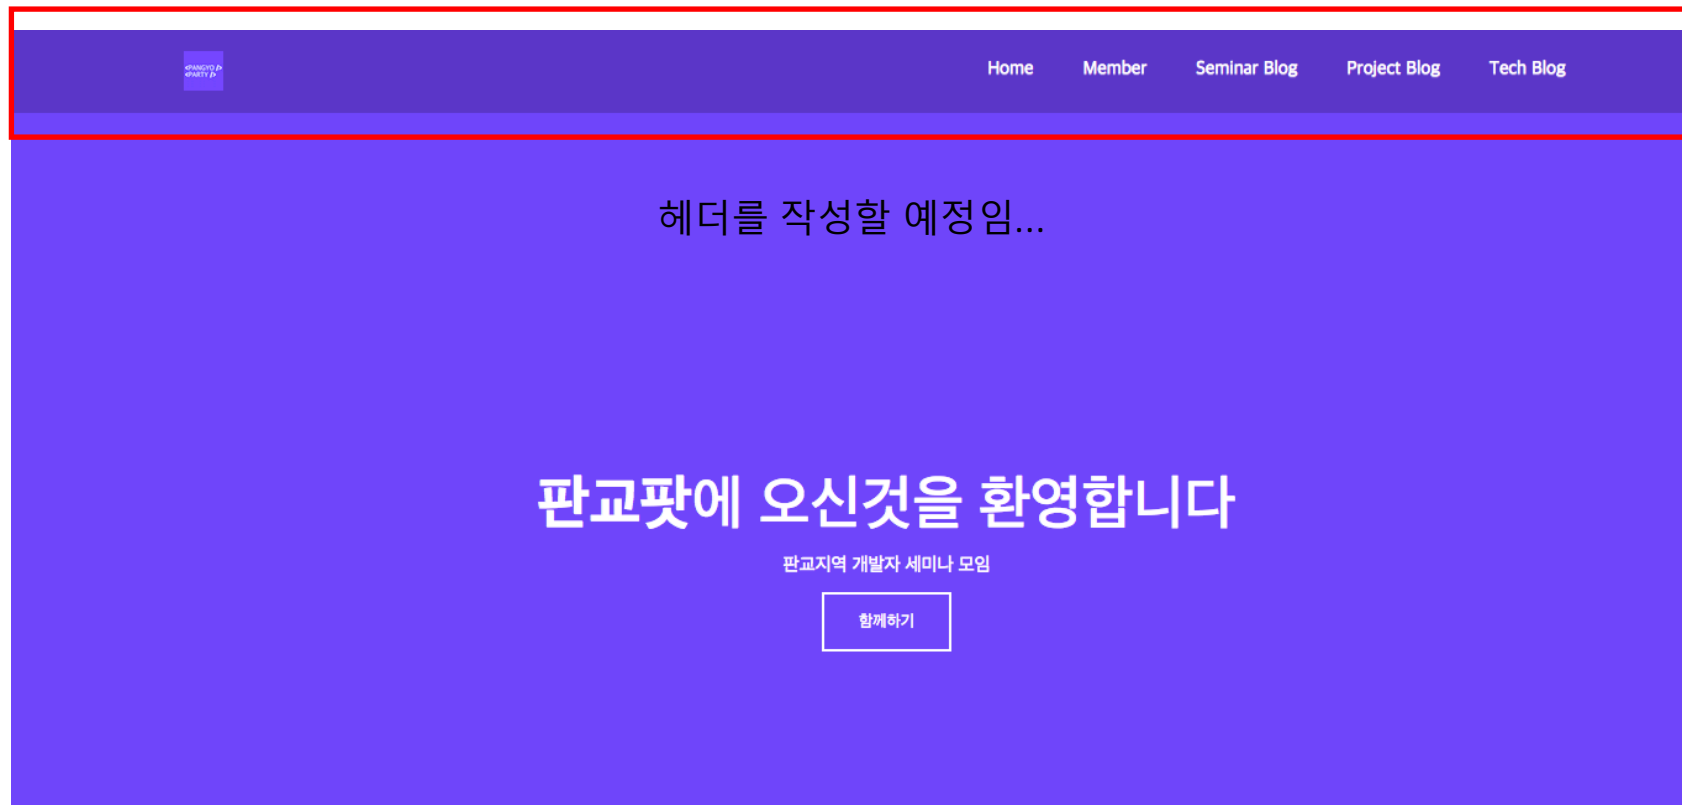 <PANGYO />
<PARTY />
Home Member Seminar Blog Project Blog Tech Blog
헤더를 작성할 예정임...
판교팟에 오신것을 환영합니다
판교지역 개발자 세미나 모임
함께하기